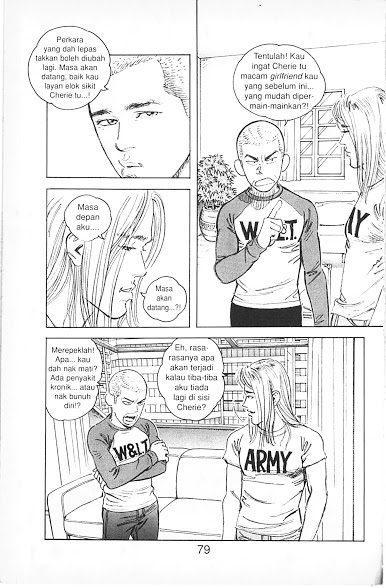 Perkara
yang dah lepas
takkan boleh diubah
lagi. Masa akan
datang, baik kau
layan elok sikit
Cherie tu...!
Tentulah! Kau
ingat Cherie tu
macam girlfriend kau
yang sebelum ini...
yang mudah diper-
main-mainkan?!
W&I.T.
MY
Masa
depan
aku....
Masa
akan
datang...?!
Merepeklah!
Apa... kau
dah nak mati?
Ada penyakit
kronik... atau
nak bunuh
diri!?
Eh, rasa-
rasanya apa
akan terjadi
kalau tiba-tiba
aku tiada
lagi di sisi
Cherie?
W&I.T
ARMY
79